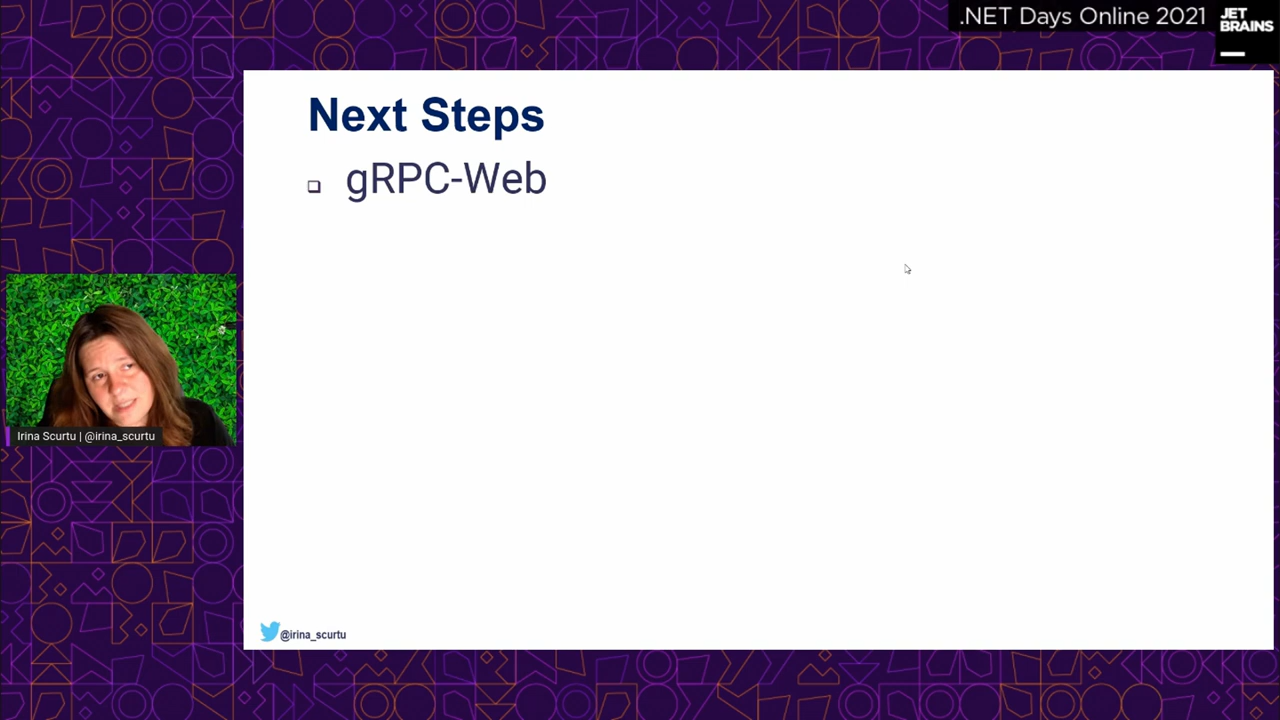 .NET Days Online 2021
JET
BRAINS
Next Steps
gRPC-Web
Irina Scurtu | @irina_scurtu
@irina_scurtu